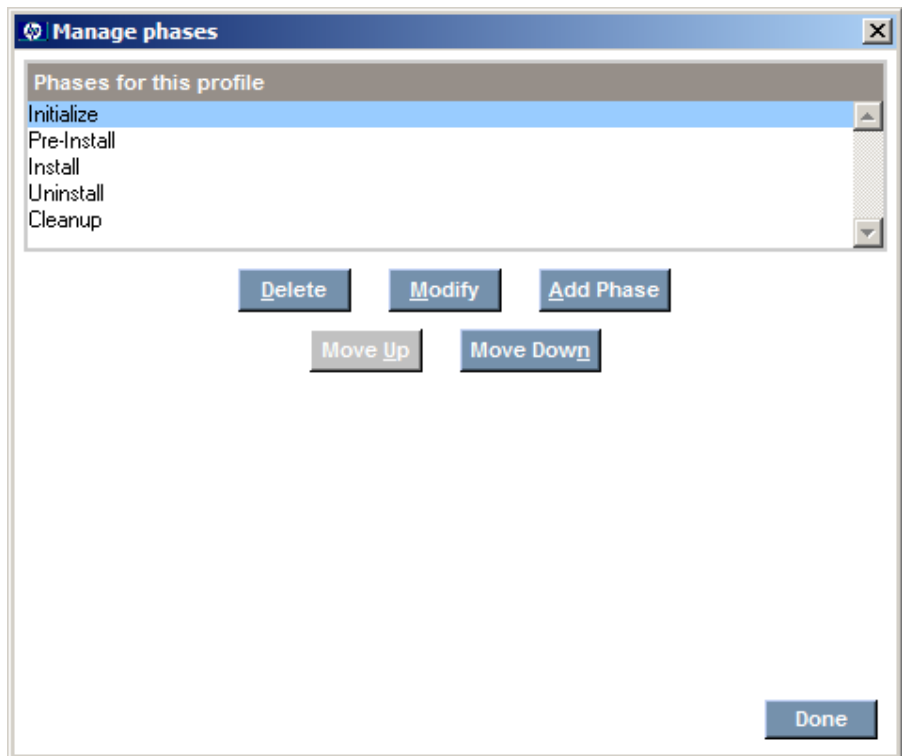 Manage phases
Phases for this profile
Initialize
Pre-Install
Install
Uninstall
Cleanup
Delete Modify Add Phase
Move Up Move Down
Done